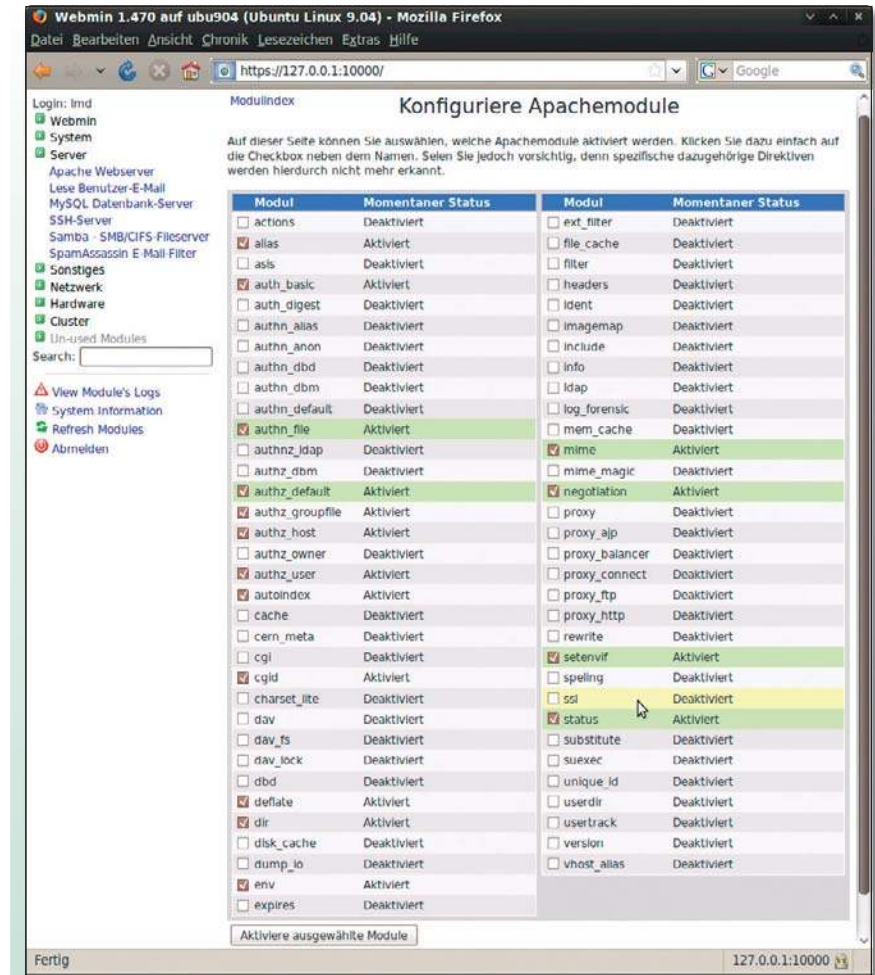 Webmin 1.470 auf ubu904 (Ubuntu Linux 9.04) - Mozilla Firefox
Datei Bearbeiten Ansicht Chronik Lesezeichen Extras Hilfe
https://127.0.0.1:10000/
Google
Login: lmd
Webmin
System
Server
Apache Webserver
Lese Benutzer-E-Mail
MySQL Datenbank-Server
SSH-Server
Samba - SMB/CIFS-Fileserver
SpamAssassin E-Mail-Filter
Sonstiges
Netzwerk
Hardware
Cluster
Un-used Modules
Search:
View Module's Logs
System Information
Refresh Modules
Abmelden
Modulindex
Konfiguriere Apachemodule
Auf dieser Seite können Sie auswählen, welche Apachemodule aktiviert werden. Klicken Sie dazu einfach auf
die Checkbox neben dem Namen. Seien Sie jedoch vorsichtig, denn spezifische dazugehörige Direktiven
werden hierdurch nicht mehr erkannt.
Modul Momentaner Status
actions Deaktiviert
alias Aktiviert
asis Deaktiviert
auth_basic Aktiviert
auth_digest Deaktiviert
authn_alias Deaktiviert
authn_anon Deaktiviert
authn_dbd Deaktiviert
authn_dbm Deaktiviert
authn_default Deaktiviert
authn_file Aktiviert
authnz_ldap Deaktiviert
authz_dbm Deaktiviert
authz_default Aktiviert
authz_groupfile Aktiviert
authz_host Aktiviert
authz_owner Deaktiviert
authz_user Aktiviert
autoindex Aktiviert
cache Deaktiviert
cern_meta Deaktiviert
cgi Deaktiviert
cgid Aktiviert
charset_lite Deaktiviert
dav Deaktiviert
dav_fs Deaktiviert
dav_lock Deaktiviert
dbd Deaktiviert
deflate Aktiviert
dir Aktiviert
disk_cache Deaktiviert
dump_io Deaktiviert
env Aktiviert
expires Deaktiviert
Modul Momentaner Status
ext_filter Deaktiviert
file_cache Deaktiviert
filter Deaktiviert
headers Deaktiviert
ident Deaktiviert
imagemap Deaktiviert
include Deaktiviert
info Deaktiviert
ldap Deaktiviert
log_forensic Deaktiviert
mem_cache Deaktiviert
mime Aktiviert
mime_magic Deaktiviert
negotiation Aktiviert
proxy Deaktiviert
proxy_ajp Deaktiviert
proxy_balancer Deaktiviert
proxy_connect Deaktiviert
proxy_ftp Deaktiviert
proxy_http Deaktiviert
rewrite Deaktiviert
setenvif Aktiviert
speling Deaktiviert
ssl Deaktiviert
status Aktiviert
substitute Deaktiviert
suexec Deaktiviert
unique_id Deaktiviert
userdir Deaktiviert
usertrack Deaktiviert
version Deaktiviert
vhost_alias Deaktiviert
Aktiviere ausgewählte Module
Fertig
127.0.0.1:10000